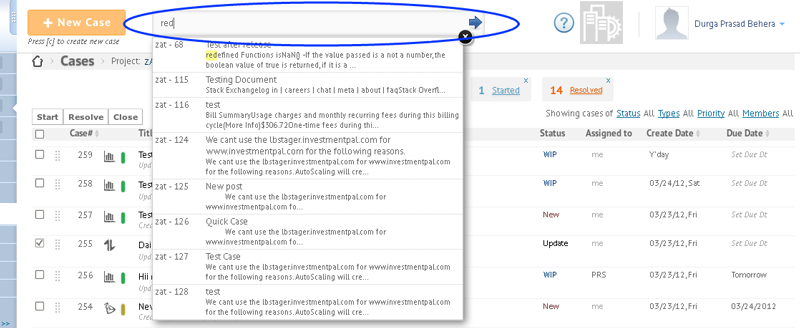 + New Case
red
Durga Prasad Behera
Press [c] to create new case
Cases
Project:
zat - 68 Test after release
redefined Functions isNaN() -If the value passed is a not a number,the
boolean value of true is returned,if it is a ...
zat - 115 Testing Document
Stack Exchangelog in | careers | chat | meta | about | faqStack Overfl...
zat - 116 test
Bill SummaryUsage charges and monthly recurring fees during this billing
cycle(More Info)$306.72One-time fees during thi...
zat - 124 We cant use the lbstager.investmentpal.com for
www.investmentpal.com for the following reasons.
We cant use the lbstager.investmentpal.com for www.investmentpal.com
for the following reasons. AutoScaling will cre...
zat - 125 New post
We cant use the lbstager.investmentpal.com for
www.investmentpal.com fo...
zat - 126 Quick Case
We cant use the lbstager.investmentpal.com for
www.investmentpal.com fo...
zat - 127 Test Case
We cant use the lbstager.investmentpal.com for www.investmentpal.com
for the following reasons. AutoScaling will cre...
zat - 128 test
We cant use the lbstager.investmentpal.com for www.investmentpal.com
for the following reasons. AutoScaling will cre...
1 Started 14 Resolved
Start Resolve Close
Showing cases of Status All Types All Priority All Members All
Case# Titl Status Assigned to Create Date Due Date
259 Test WIP me Y'day Set Due Dt
258 Test WIP me 03/24/12,Sat Set Due Dt
257 Test New me 03/23/12,Fri Set Due Dt
255 Dai Update me 03/23/12,Fri Set Due Dt
256 Hii WIP PRS 03/23/12,Fri Tomorrow
254 New New me 03/23/12,Fri 03/24/2012
>>